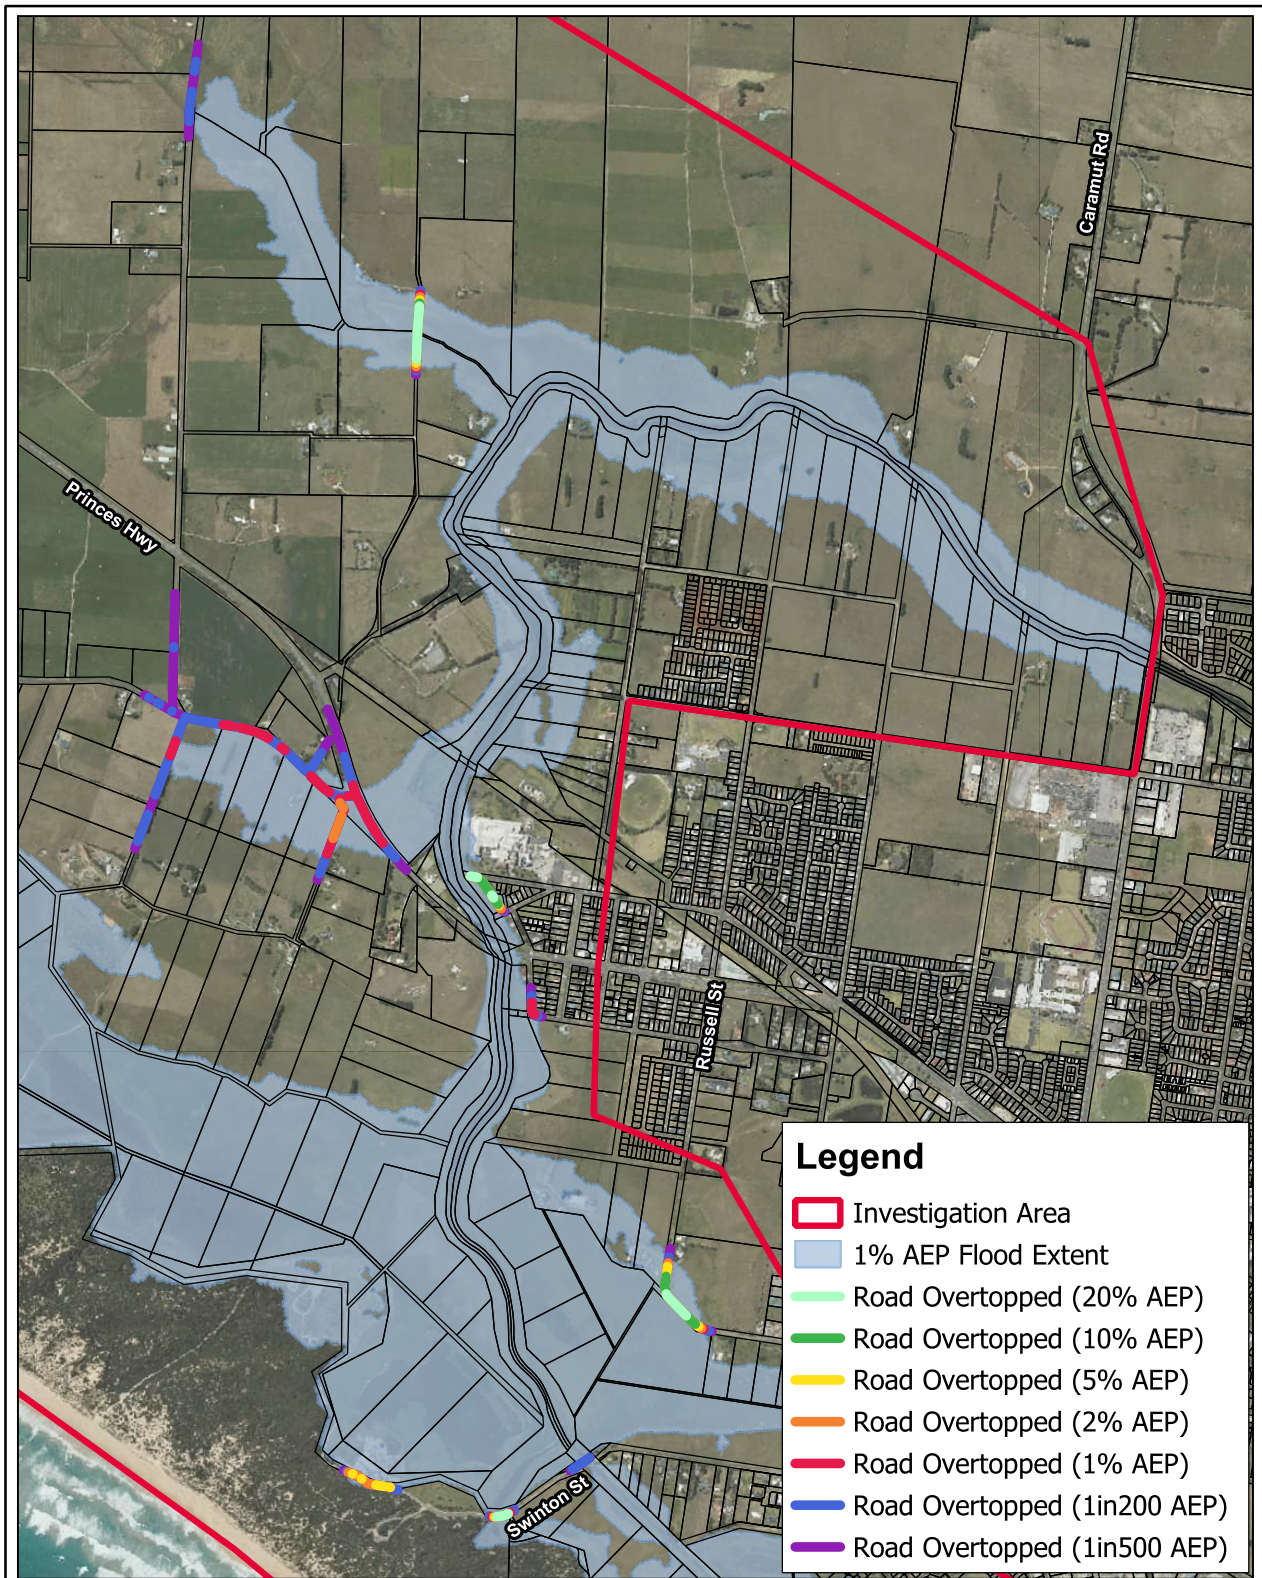 Caramut Rd
Princes Hwy
Russell St
Swinton St
Legend
Investigation Area
1% AEP Flood Extent
Road Overtopped (20% AEP)
Road Overtopped (10% AEP)
Road Overtopped (5% AEP)
Road Overtopped (2% AEP)
Road Overtopped (1% AEP)
Road Overtopped (1in200 AEP)
Road Overtopped (1in500 AEP)